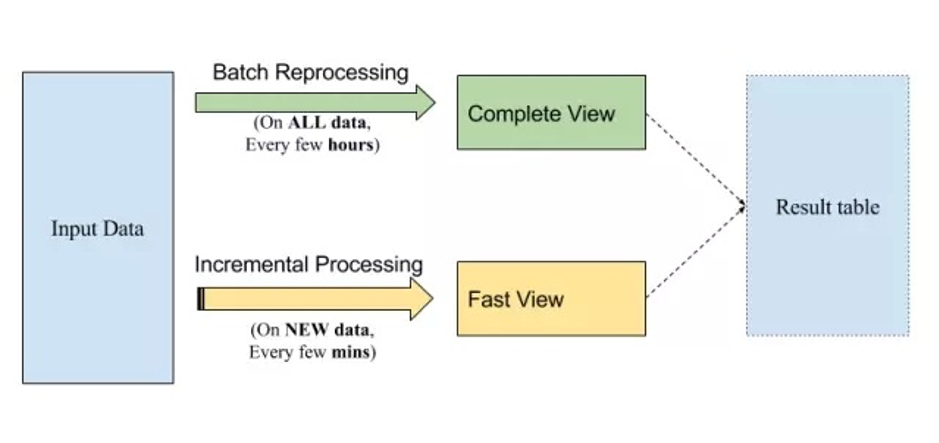 Input Data
Batch Reprocessing
(On ALL data,
Every few hours)
Complete View
Incremental Processing
(On NEW data,
Every few mins)
Fast View
Result table